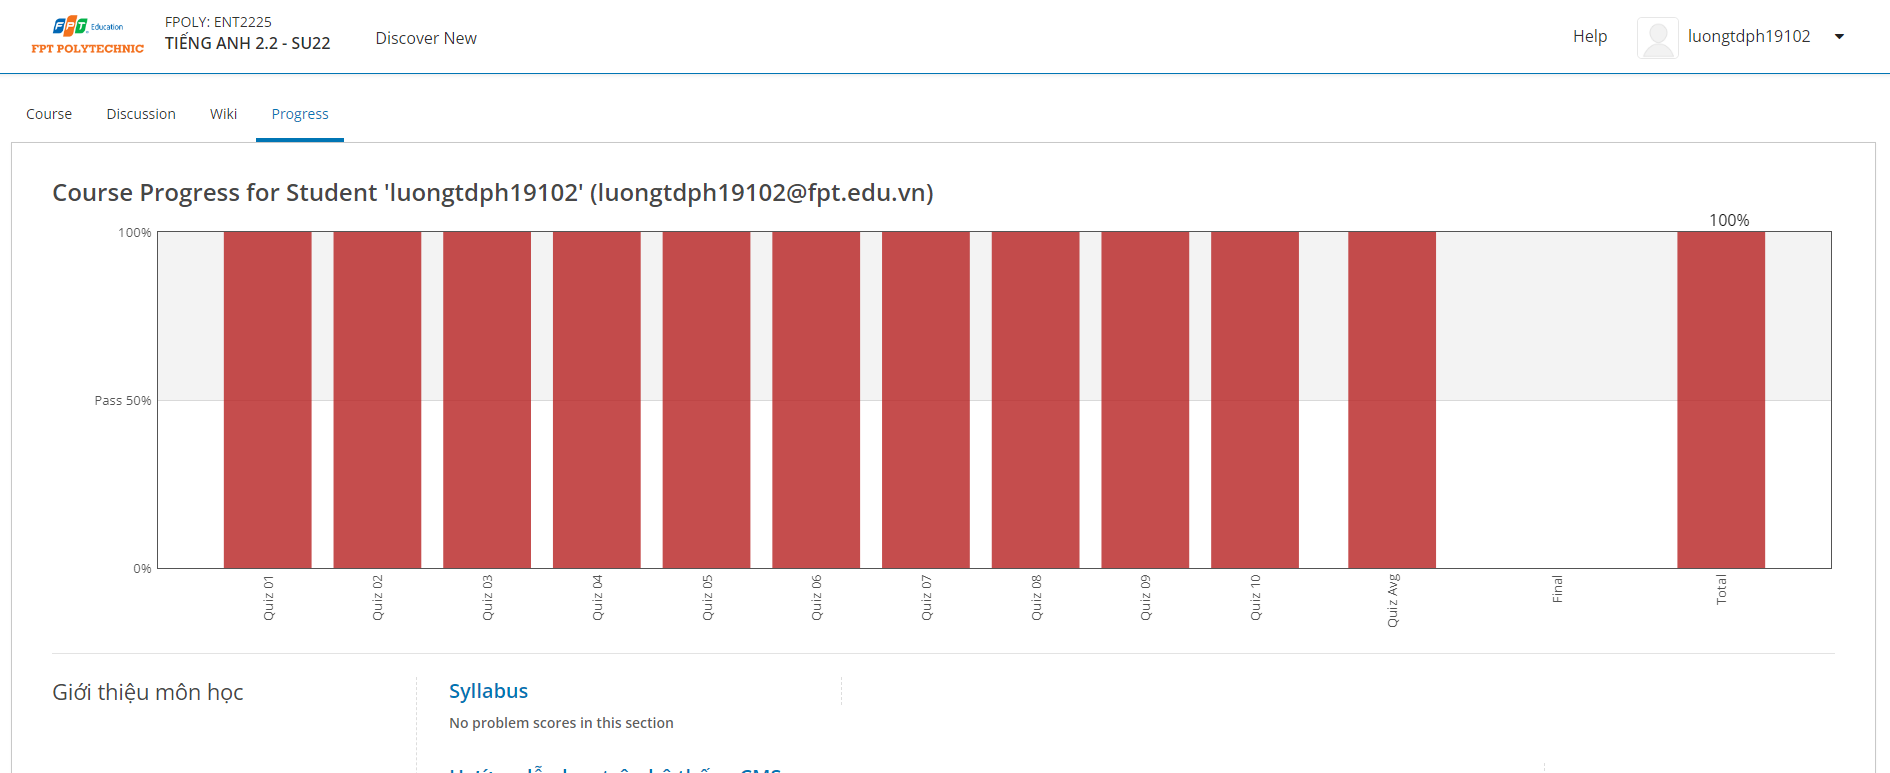 FPT Education
FPT POLYTECHNIC
FPOLY: ENT2225
TIẾNG ANH 2.2 - SU22
Discover New
Help
luongtdph19102
Course
Discussion
Wiki
Progress
Course Progress for Student 'luongtdph19102' (luongtdph19102@fpt.edu.vn)
100%
100%
Pass 50%
0%
Quiz 01
Quiz 02
Quiz 03
Quiz 04
Quiz 05
Quiz 06
Quiz 07
Quiz 08
Quiz 09
Quiz 10
Quiz Avg
Final
Total
Giới thiệu môn học
Syllabus
No problem scores in this section